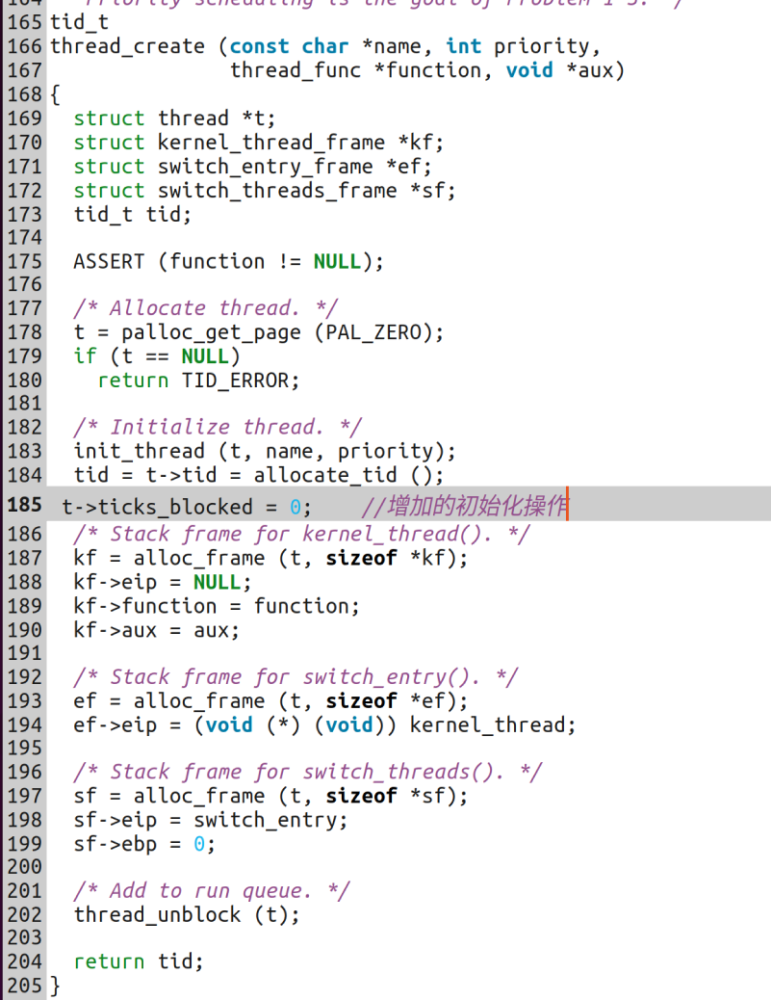 164    Priority scheduling is the goal of Problem 1-3. */
165 tid_t
166 thread_create (const char *name, int priority,
167                thread_func *function, void *aux)
168 {
169   struct thread *t;
170   struct kernel_thread_frame *kf;
171   struct switch_entry_frame *ef;
172   struct switch_threads_frame *sf;
173   tid_t tid;
174
175   ASSERT (function != NULL);
176
177   /* Allocate thread. */
178   t = palloc_get_page (PAL_ZERO);
179   if (t == NULL)
180     return TID_ERROR;
181
182   /* Initialize thread. */
183   init_thread (t, name, priority);
184   tid = t->tid = allocate_tid ();
185  t->ticks_blocked = 0;    //增加的初始化操作
186   /* Stack frame for kernel_thread(). */
187   kf = alloc_frame (t, sizeof *kf);
188   kf->eip = NULL;
189   kf->function = function;
190   kf->aux = aux;
191
192   /* Stack frame for switch_entry(). */
193   ef = alloc_frame (t, sizeof *ef);
194   ef->eip = (void (*) (void)) kernel_thread;
195
196   /* Stack frame for switch_threads(). */
197   sf = alloc_frame (t, sizeof *sf);
198   sf->eip = switch_entry;
199   sf->ebp = 0;
200
201   /* Add to run queue. */
202   thread_unblock (t);
203
204   return tid;
205 }